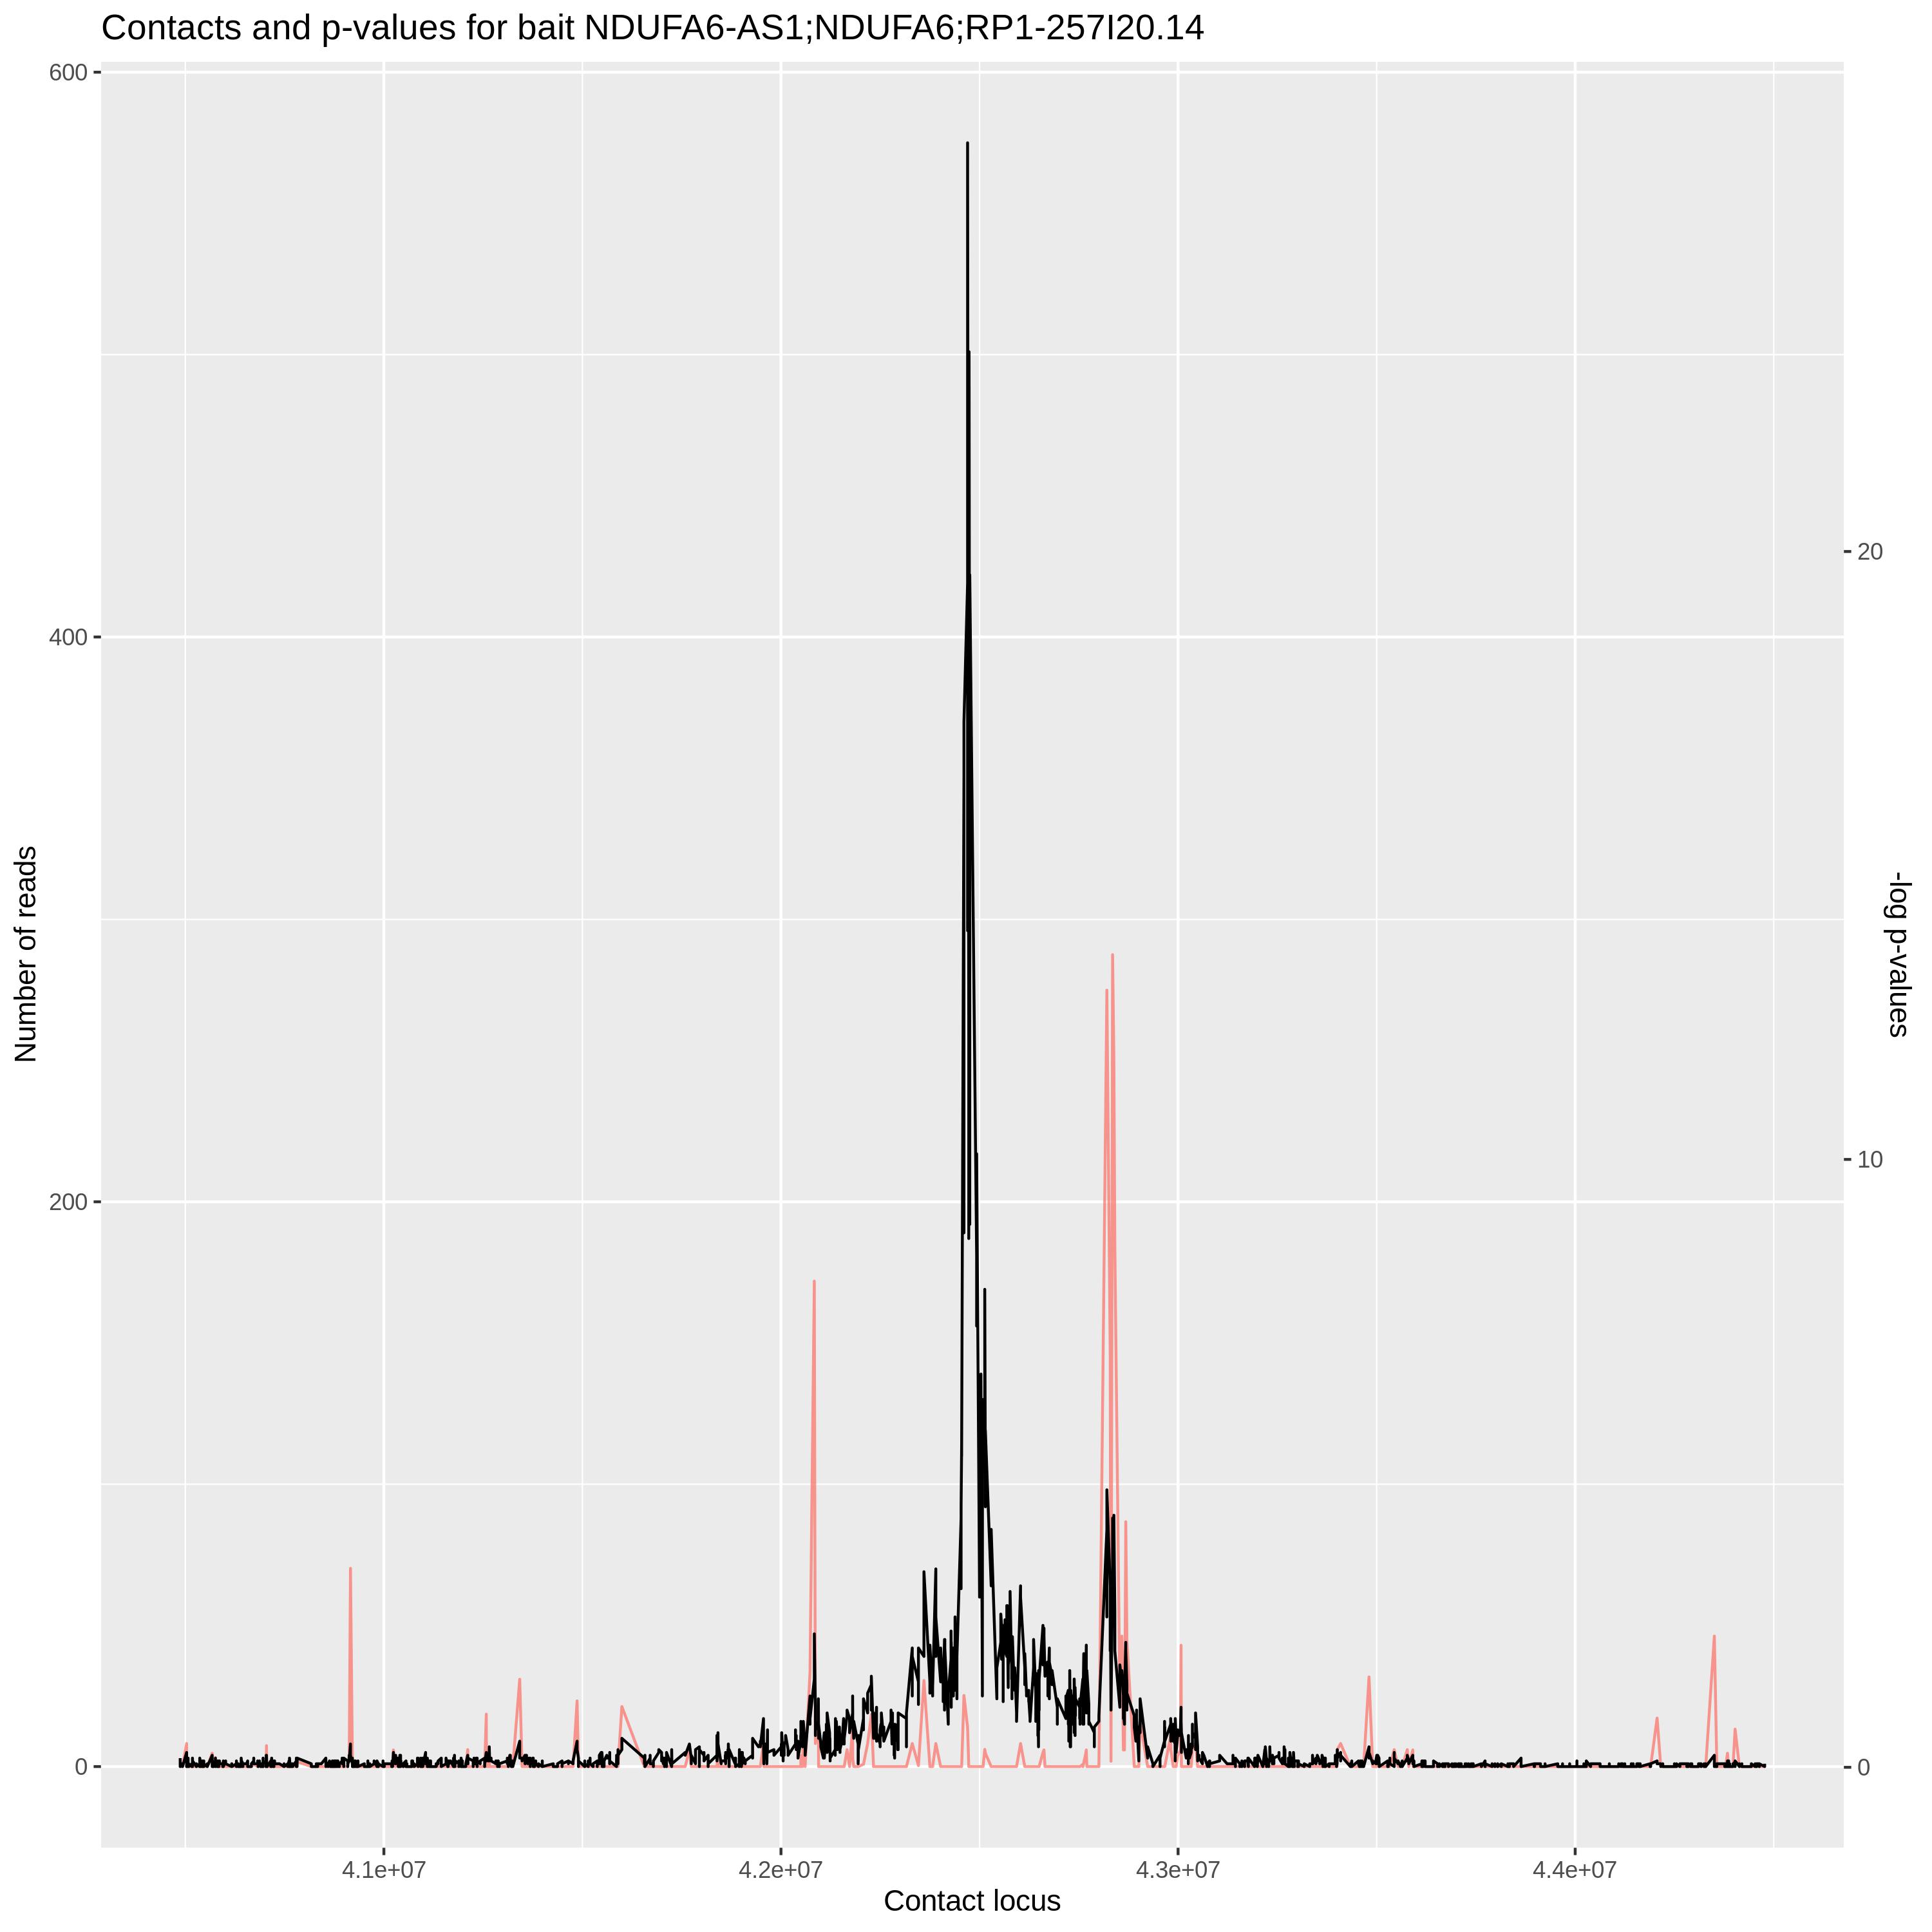 Contacts and p-values for bait NDUFA6-AS1;NDUFA6;RP1-257I20.14
600
400
200
0
Number of reads
20
10
0
-log p-values
4.1e+07
4.2e+07
4.3e+07
4.4e+07
Contact locus